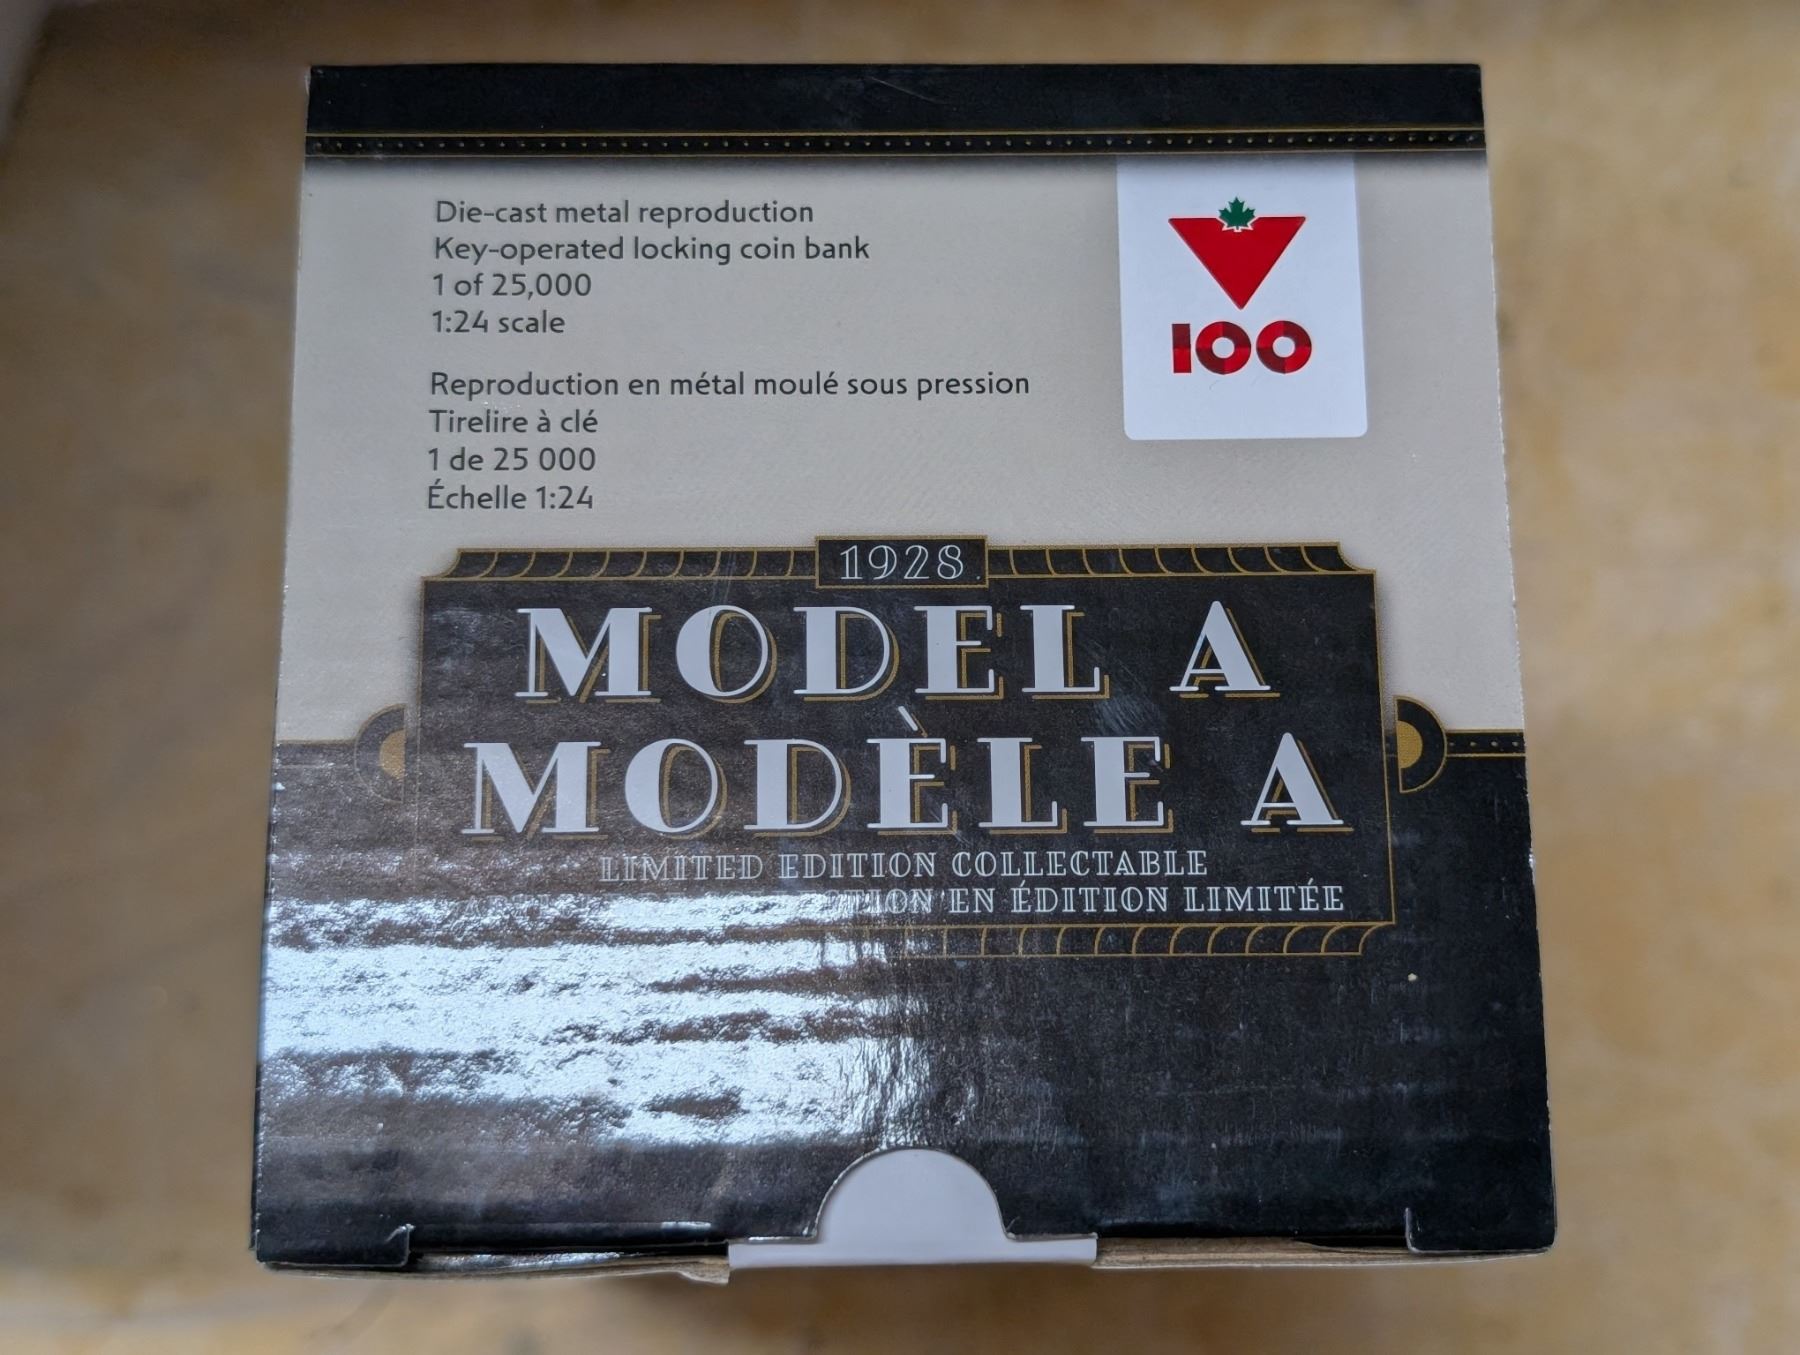 Die-cast metal reproduction
Key-operated locking coin bank
1 of 25,000
1:24 scale
Reproduction en métal moulé sous pression
Tirelire à clé
1 de 25 000
Échelle 1:24
100
1928
MODEL A
MODÈLE A
LIMITED EDITION COLLECTABLE
EN ÉDITION LIMITÉE